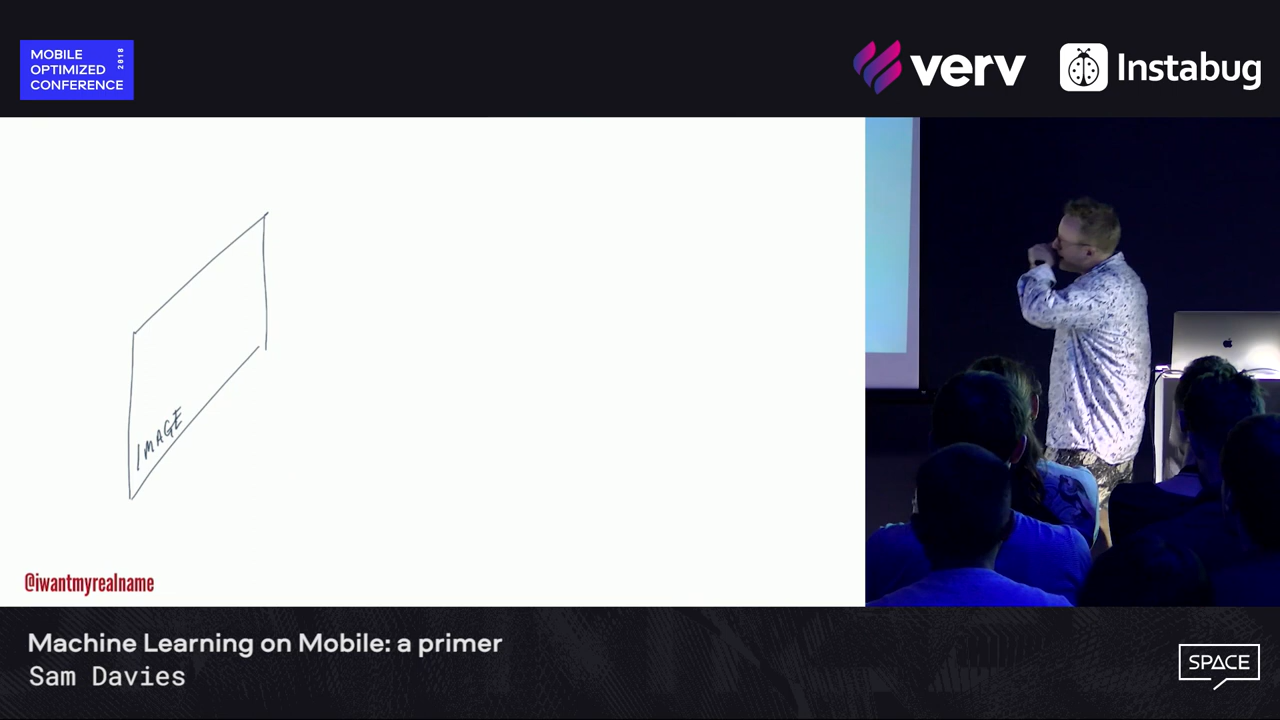 MOBILE
OPTIMIZED
CONFERENCE
2018
verv
Instabug
IMAGE
@iwantmyrealname
Machine Learning on Mobile: a primer
Sam Davies
SPACE